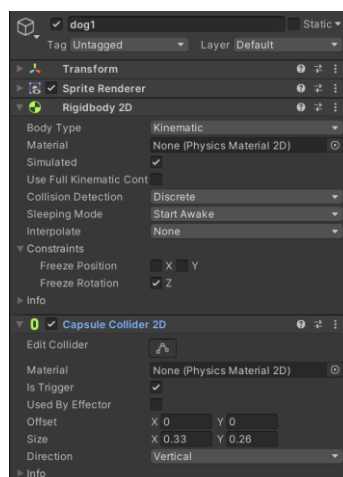 dog1 Static
Tag Untagged Layer Default
Transform
Sprite Renderer
Rigidbody 2D
Body Type Kinematic
Material None (Physics Material 2D)
Simulated
Use Full Kinematic Cont
Collision Detection Discrete
Sleeping Mode Start Awake
Interpolate None
Constraints
Freeze Position X Y
Freeze Rotation Z
Info
Capsule Collider 2D
Edit Collider
Material None (Physics Material 2D)
Is Trigger
Used By Effector
Offset X 0 Y 0
Size X 0.33 Y 0.26
Direction Vertical
Info